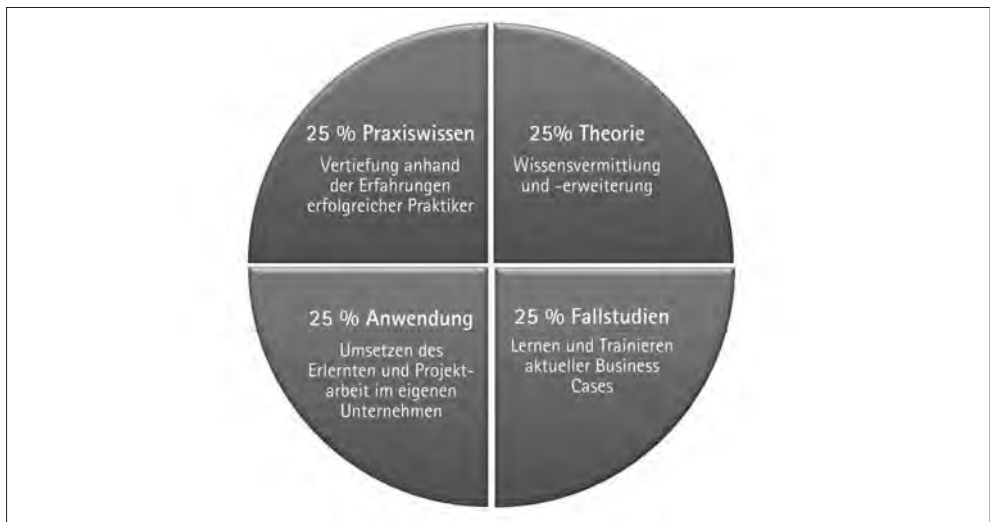 25 % Praxiswissen
Vertiefung anhand
der Erfahrungen
erfolgreicher Praktiker
25% Theorie
Wissensvermittlung
und -erweiterung
25 % Anwendung
Umsetzen des
Erlernten und Projekt-
arbeit im eigenen
Unternehmen
25 % Fallstudien
Lernen und Trainieren
aktueller Business
Cases